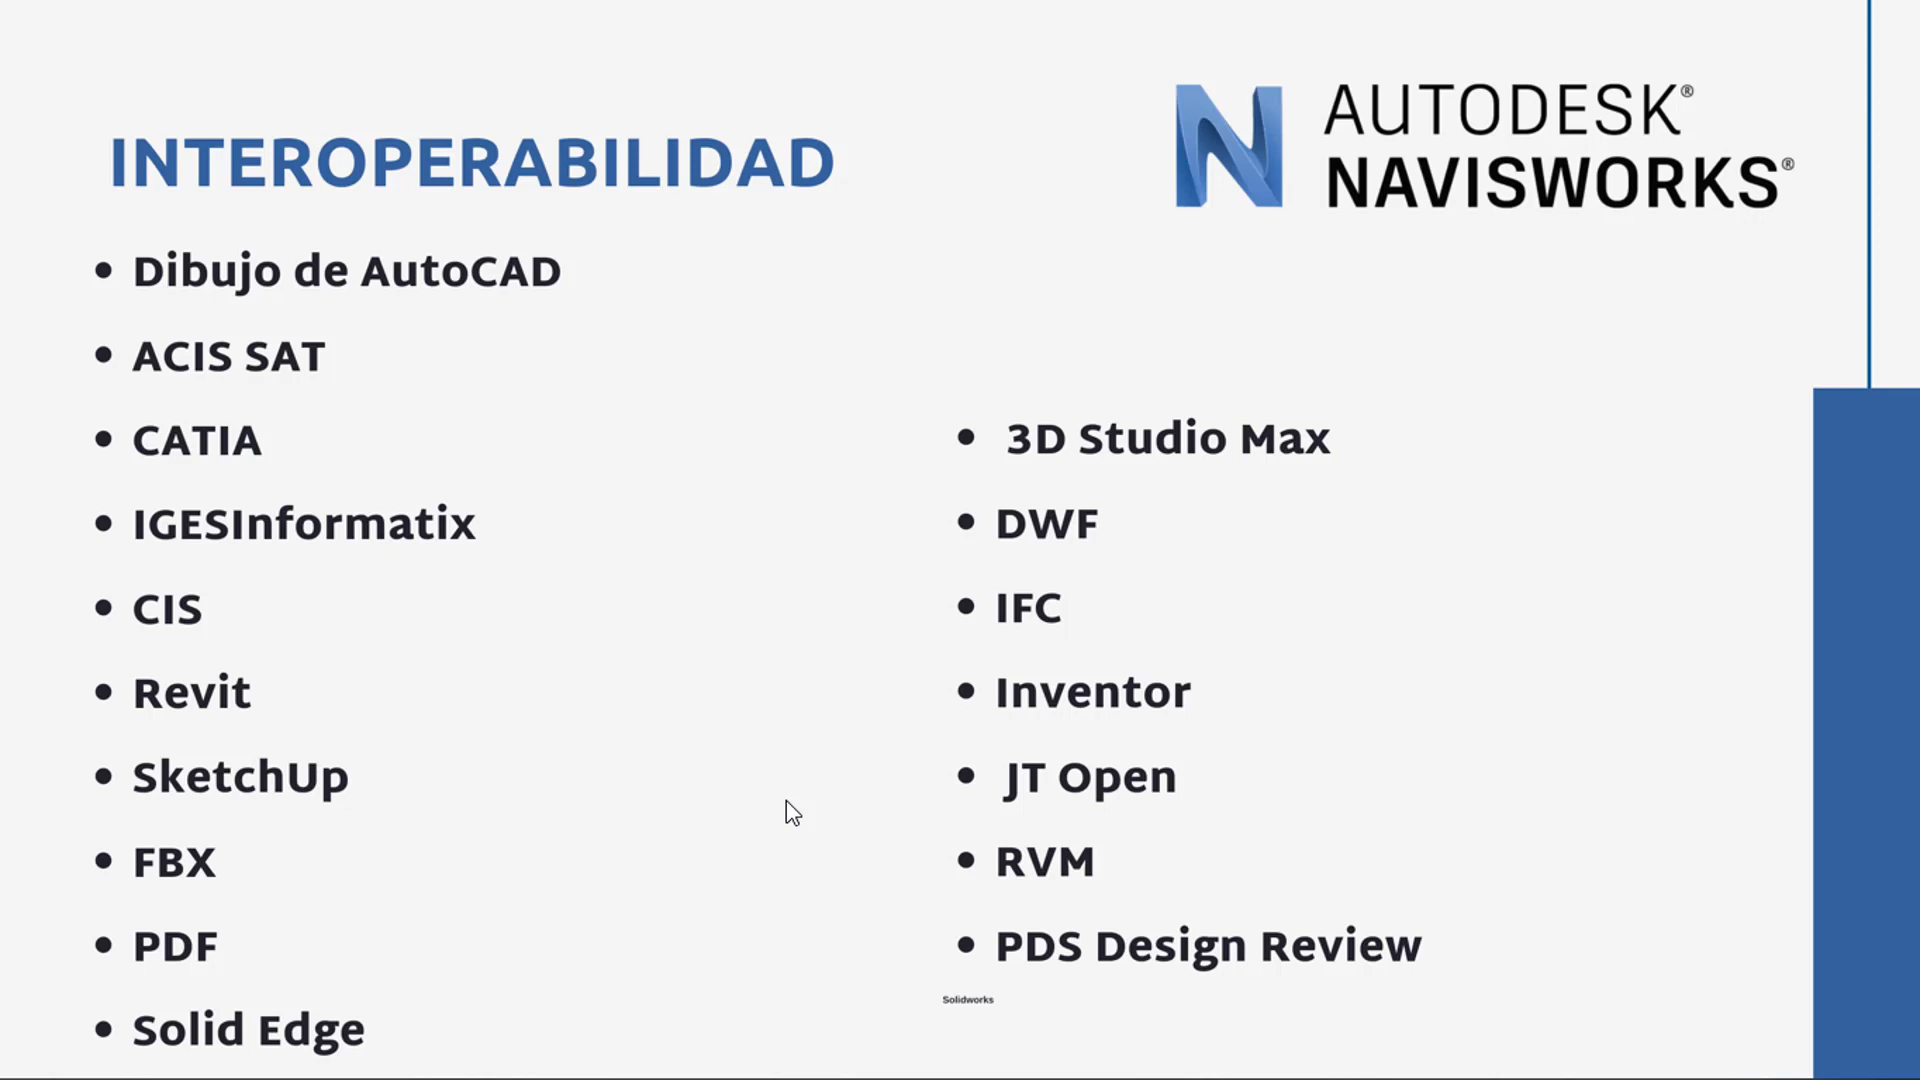 AUTODESK®
NAVISWORKS®
INTEROPERABILIDAD
• Dibujo de AutoCAD
• ACIS SAT
• CATIA
• IGESInformatix
• CIS
• Revit
• SketchUp
• FBX
• PDF
• Solid Edge
• 3D Studio Max
• DWF
• IFC
• Inventor
• JT Open
• RVM
• PDS Design Review
Solidworks